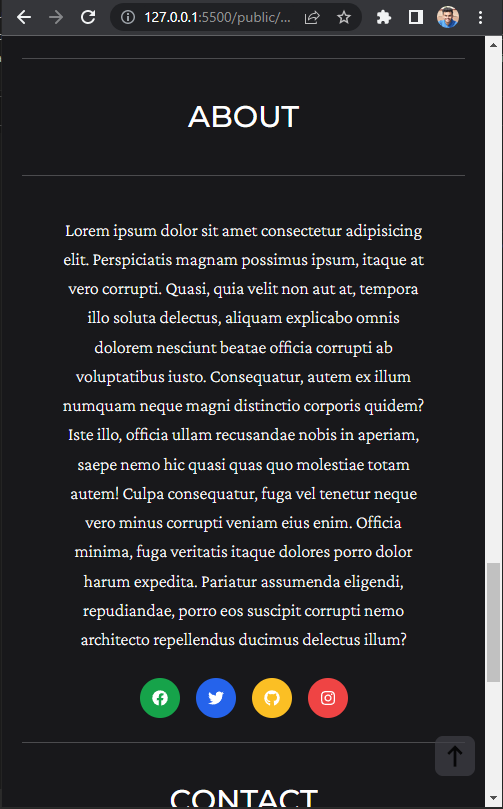 127.0.0.1:5500/public/...
ABOUT
Lorem ipsum dolor sit amet consectetur adipisicing
elit. Perspiciatis magnam possimus ipsum, itaque at
vero corrupti. Quasi, quia velit non aut at, tempora
illo soluta delectus, aliquam explicabo omnis
dolorem nesciunt beatae officia corrupti ab
voluptatibus iusto. Consequatur, autem ex illum
numquam neque magni distinctio corporis quidem?
Iste illo, officia ullam recusandae nobis in aperiam,
saepe nemo hic quasi quas quo molestiae totam
autem! Culpa consequatur, fuga vel tenetur neque
vero minus corrupti veniam eius enim. Officia
minima, fuga veritatis itaque dolores porro dolor
harum expedita. Pariatur assumenda eligendi,
repudiandae, porro eos suscipit corrupti nemo
architecto repellendus ducimus delectus illum?
CONTACT